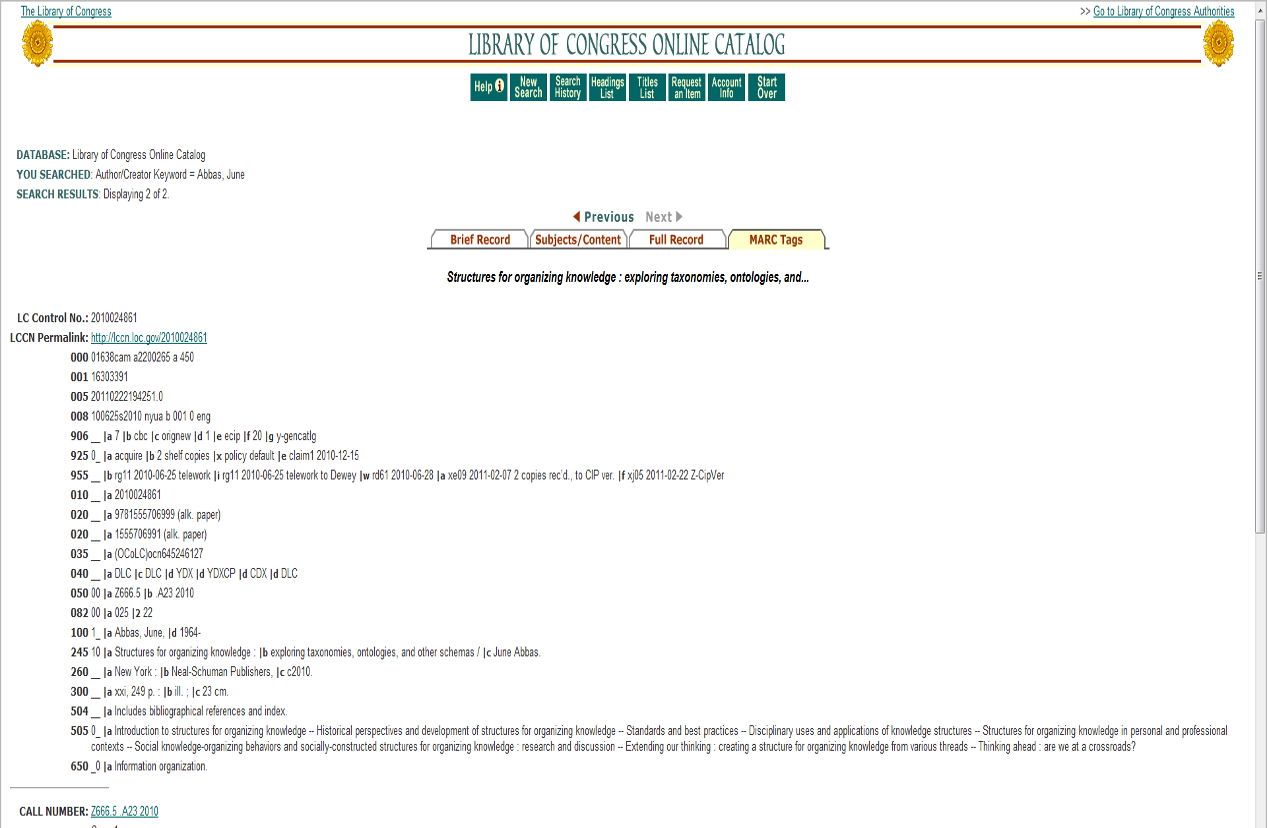 The Library of Congress >> Go to Library of Congress Authorities
LIBRARY OF CONGRESS ONLINE CATALOG
Help i New Search Search History Headings List Titles List Request an Item Account Info Start Over
DATABASE: Library of Congress Online Catalog
YOU SEARCHED: Author/Creator Keyword = Abbas, June
SEARCH RESULTS: Displaying 2 of 2.
Previous Next
Brief Record Subjects/Content Full Record MARC Tags
Structures for organizing knowledge : exploring taxonomies, ontologies, and...
LC Control No.: 2010024861
LCCN Permalink: http://lccn.loc.gov/2010024861
000 01638cam a2200265 a 450
001 16303391
005 20110222194251.0
008 100625s2010 nyua b 001 0 eng
906 __ |a 7 |b cbc |c orignew |d 1 |e ecip |f 20 |g y-gencatlg
925 0_ |a acquire |b 2 shelf copies |x policy default |e claim1 2010-12-15
955 __ |b rg11 2010-06-25 telework |i rg11 2010-06-25 telework to Dewey |w rd61 2010-06-28 |a xe09 2011-02-07 2 copies rec'd., to CIP ver. |f xj05 2011-02-22 Z-CipVer
010 __ |a 2010024861
020 __ |a 9781555706999 (alk. paper)
020 __ |a 1555706991 (alk. paper)
035 __ |a (OCoLC)ocn645246127
040 __ |a DLC |c DLC |d YDX |d YDXCP |d CDX |d DLC
050 00 |a Z666.5 |b .A23 2010
082 00 |a 025 |2 22
100 1_ |a Abbas, June, |d 1964-
245 10 |a Structures for organizing knowledge : |b exploring taxonomies, ontologies, and other schemas / |c June Abbas.
260 __ |a New York : |b Neal-Schuman Publishers, |c c2010.
300 __ |a xxi, 249 p. : |b ill. ; |c 23 cm.
504 __ |a Includes bibliographical references and index.
505 0_ |a Introduction to structures for organizing knowledge -- Historical perspectives and development of structures for organizing knowledge -- Standards and best practices -- Disciplinary uses and applications of knowledge structures -- Structures for organizing knowledge in personal and professional
contexts -- Social knowledge-organizing behaviors and socially-constructed structures for organizing knowledge : research and discussion -- Extending our thinking : creating a structure for organizing knowledge from various threads -- Thinking ahead : are we at a crossroads?
650 _0 |a Information organization.
CALL NUMBER: Z666.5 .A23 2010